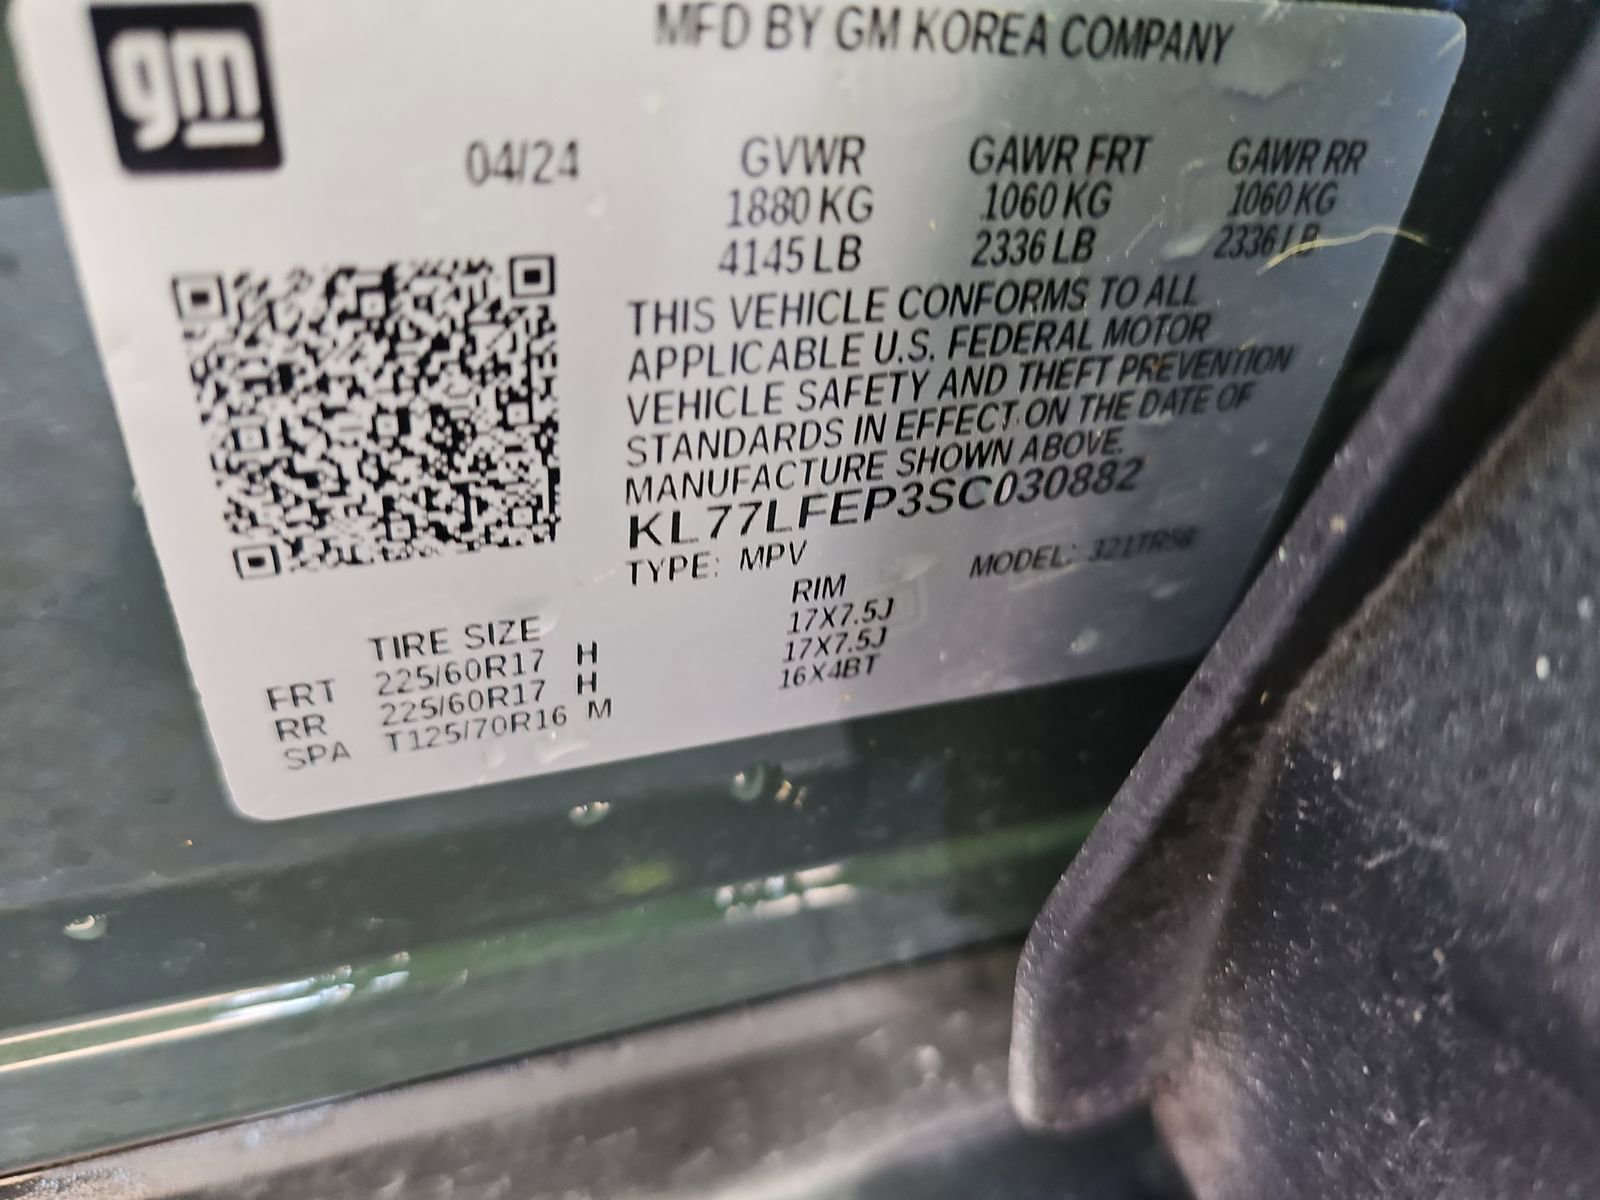 gm
MFD BY GM KOREA COMPANY
04/24 GVWR GAWR FRT GAWR RR
1880 KG 1060 KG 1060 KG
4145 LB 2336 LB 2336 LB
THIS VEHICLE CONFORMS TO ALL
APPLICABLE U.S. FEDERAL MOTOR
VEHICLE SAFETY AND THEFT PREVENTION
STANDARDS IN EFFECT ON THE DATE OF
MANUFACTURE SHOWN ABOVE.
KL77LFEP3SC030882
TYPE: MPV MODEL:
TIRE SIZE RIM
FRT 225/60R17 H 17X7.5J
RR 225/60R17 H 17X7.5J
SPA T125/70R16 M 16X4BT